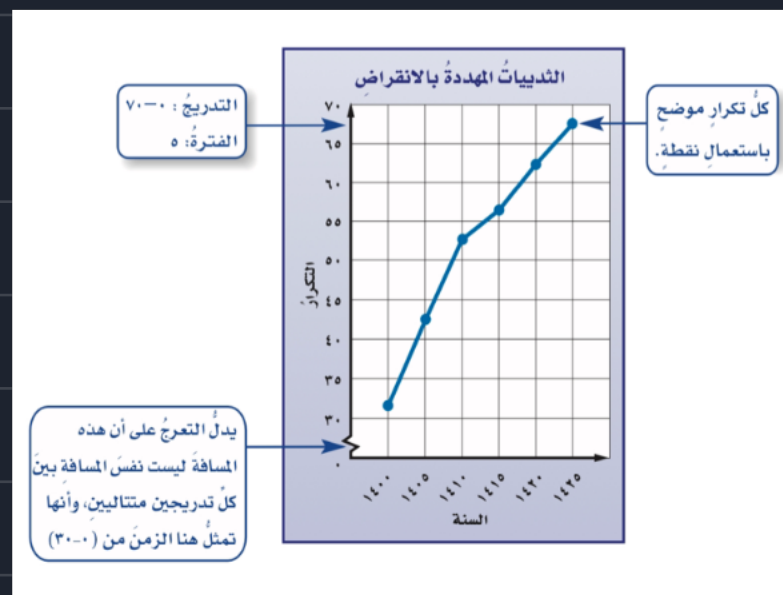 الثدييات المهددة بالانقراض
التدريج: ٠–٧٠
الفترة: ٥
كل تكرار موضح
باستعمال نقطة.
٧٠
٦٥
٦٠
٥٥
٥٠
٤٥
٤٠
٣٥
٣٠
٠
التكرار
يدل التعرج على أن هذه
المسافة ليست نفس المسافة بين
كل تدريجين متتاليين، وأنها
تمثل هنا الزمن من (٠-٣٠)
١٤٠٠
١٤٠٥
١٤١٠
١٤١٥
١٤٢٠
١٤٢٥
السنة